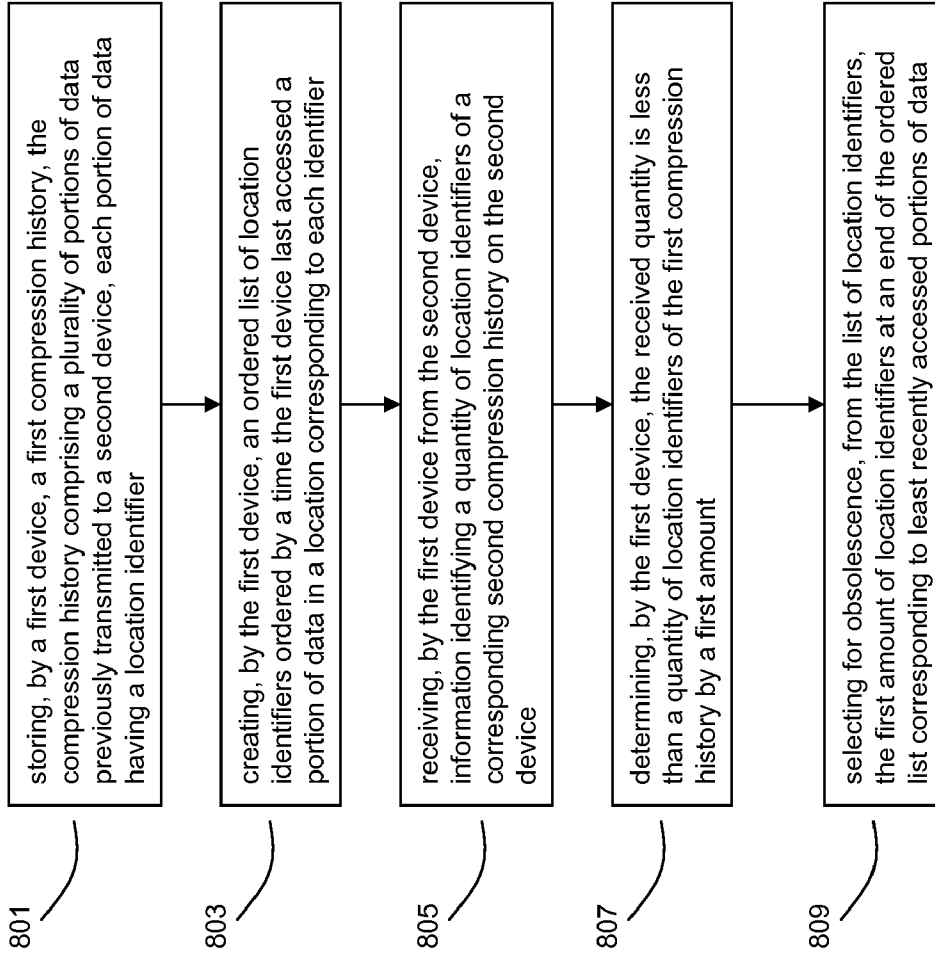 801
storing, by a first device, a first compression history, the
compression history comprising a plurality of portions of data
previously transmitted to a second device, each portion of data
having a location identifier
803
creating, by the first device, an ordered list of location
identifiers ordered by a time the first device last accessed a
portion of data in a location corresponding to each identifier
805
receiving, by the first device from the second device,
information identifying a quantity of location identifiers of a
corresponding second compression history on the second
device
807
determining, by the first device, the received quantity is less
than a quantity of location identifiers of the first compression
history by a first amount
809
selecting for obsolescence, from the list of location identifiers,
the first amount of location identifiers at an end of the ordered
list corresponding to least recently accessed portions of data